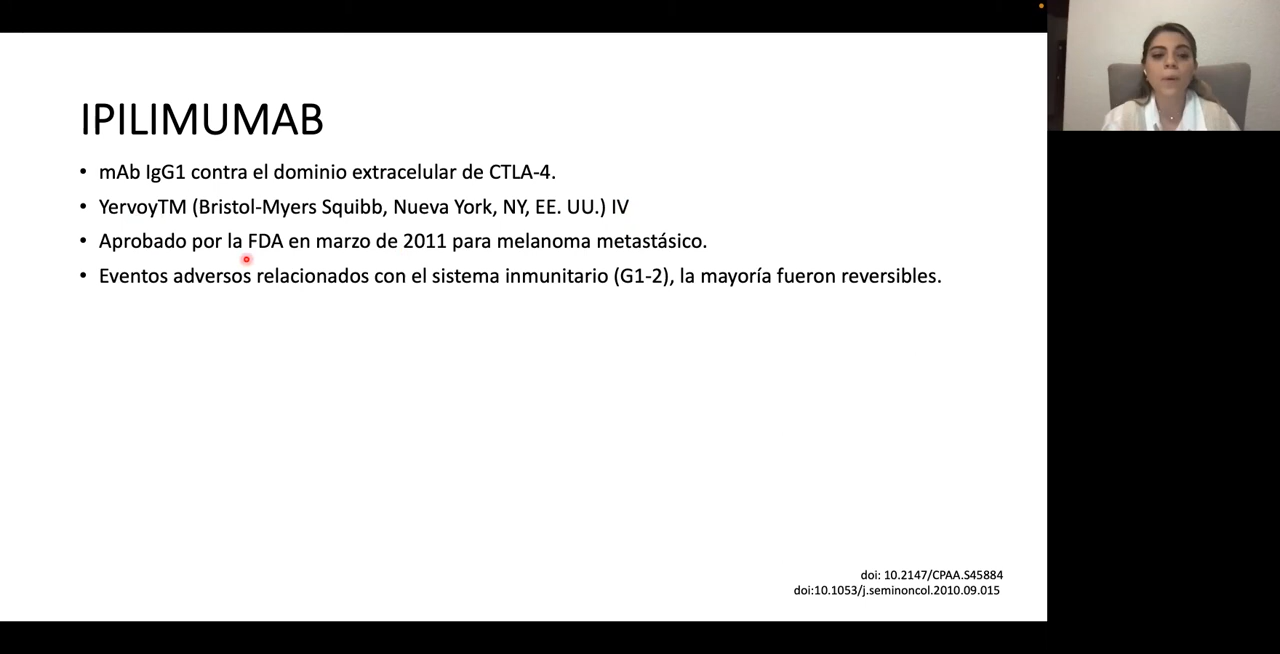 IPILIMUMAB
• mAb IgG1 contra el dominio extracelular de CTLA-4.
• YervoyTM (Bristol-Myers Squibb, Nueva York, NY, EE. UU.) IV
• Aprobado por la FDA en marzo de 2011 para melanoma metastásico.
• Eventos adversos relacionados con el sistema inmunitario (G1-2), la mayoría fueron reversibles.
doi: 10.2147/CPAA.S45884
doi:10.1053/j.seminoncol.2010.09.015